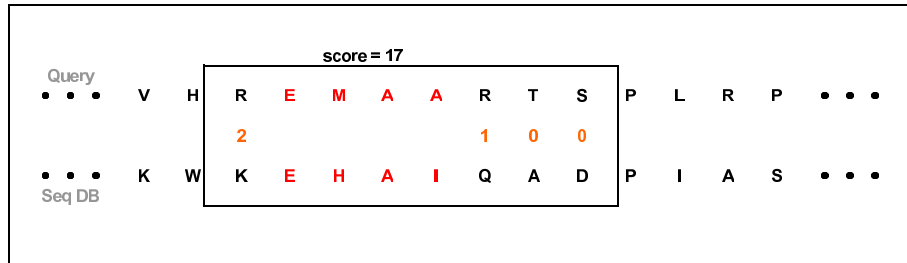 score = 17
Query
• • • V H R E M A A R T S P L R P • • •
2 1 0 0
• • • K W K E H A I Q A D P I A S • • •
Seq DB